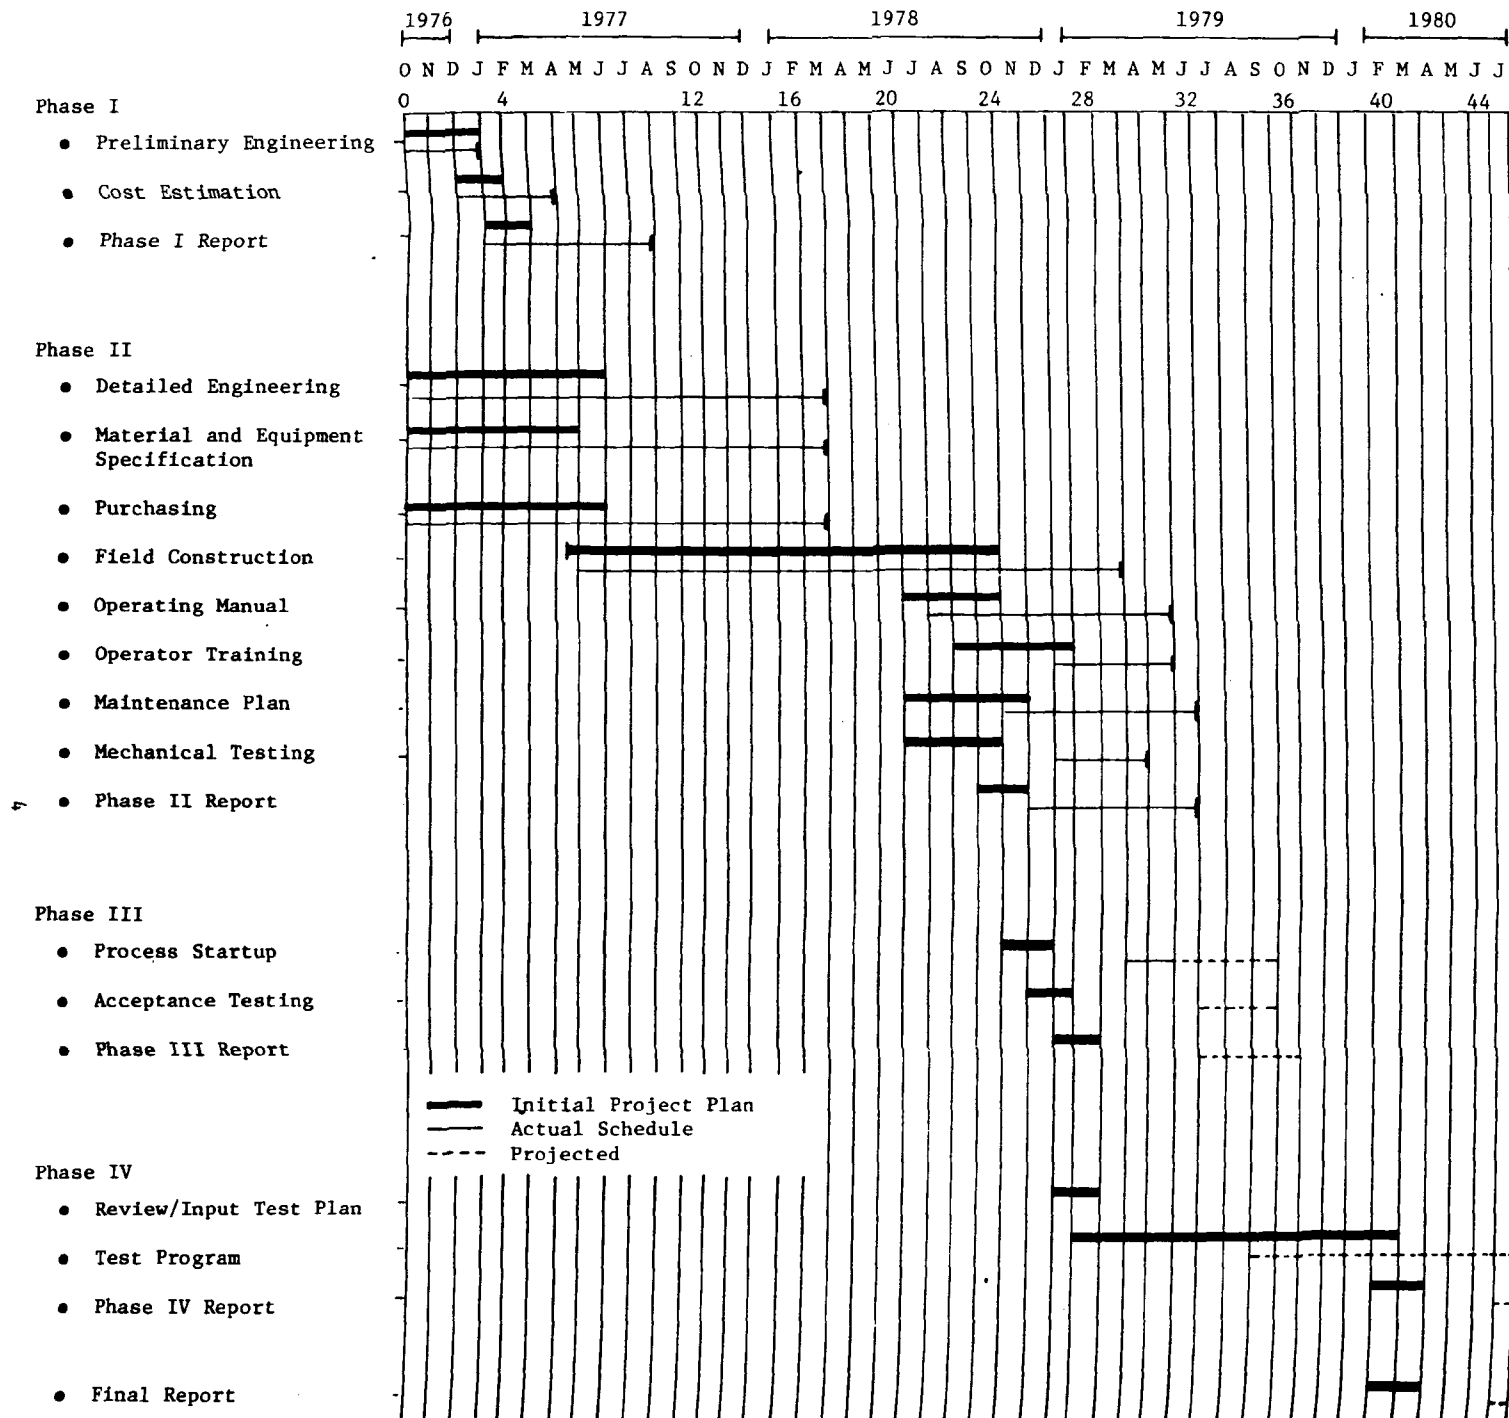 1976 1977 1978 1979 1980
O N D J F M A M J J A S O N D J F M A M J J A S O N D J F M A M J J A S O N D J F M A M J J
0 4 12 16 20 24 28 32 36 40 44
Phase I
• Preliminary Engineering
• Cost Estimation
• Phase I Report
Phase II
• Detailed Engineering
• Material and Equipment
Specification
• Purchasing
• Field Construction
• Operating Manual
• Operator Training
• Maintenance Plan
• Mechanical Testing
• Phase II Report
4
Phase III
• Process Startup
• Acceptance Testing
• Phase III Report
Initial Project Plan
Actual Schedule
Projected
Phase IV
• Review/Input Test Plan
• Test Program
• Phase IV Report
• Final Report